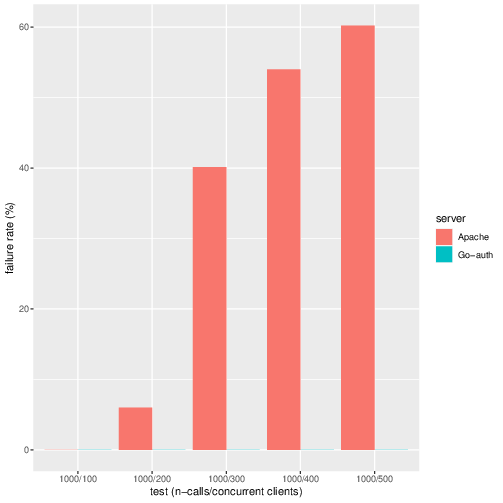 60
40
20
0
failure rate (%)
1000/100 1000/200 1000/300 1000/400 1000/500
test (n−calls/concurrent clients)
server
Apache
Go−auth